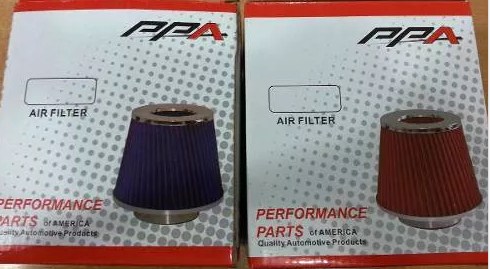 PPA
AIR FILTER
PERFORMANCE
PARTS of AMERICA
Quality Automotive Products
PPA
AIR FILTER
PERFORMANCE
PARTS of AMERICA
Quality Automotive Products